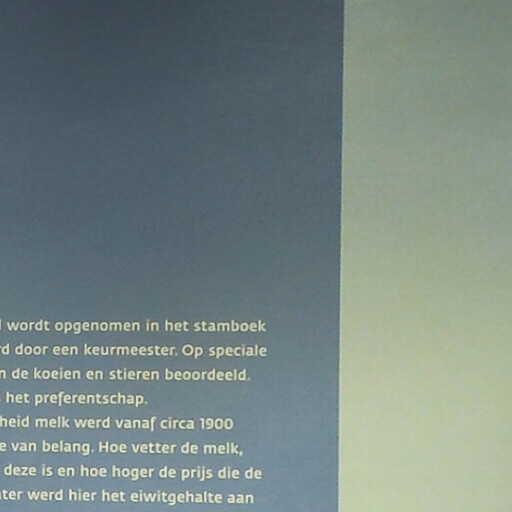 wordt opgenomen in het stamboek
door een keurmeester. Op speciale
de koeien en stieren beoordeeld.
het preferentschap.
heid melk werd vanaf circa 1900
van belang. Hoe vetter de melk,
deze is en hoe hoger de prijs die de
werd hier het eiwitgehalte aan